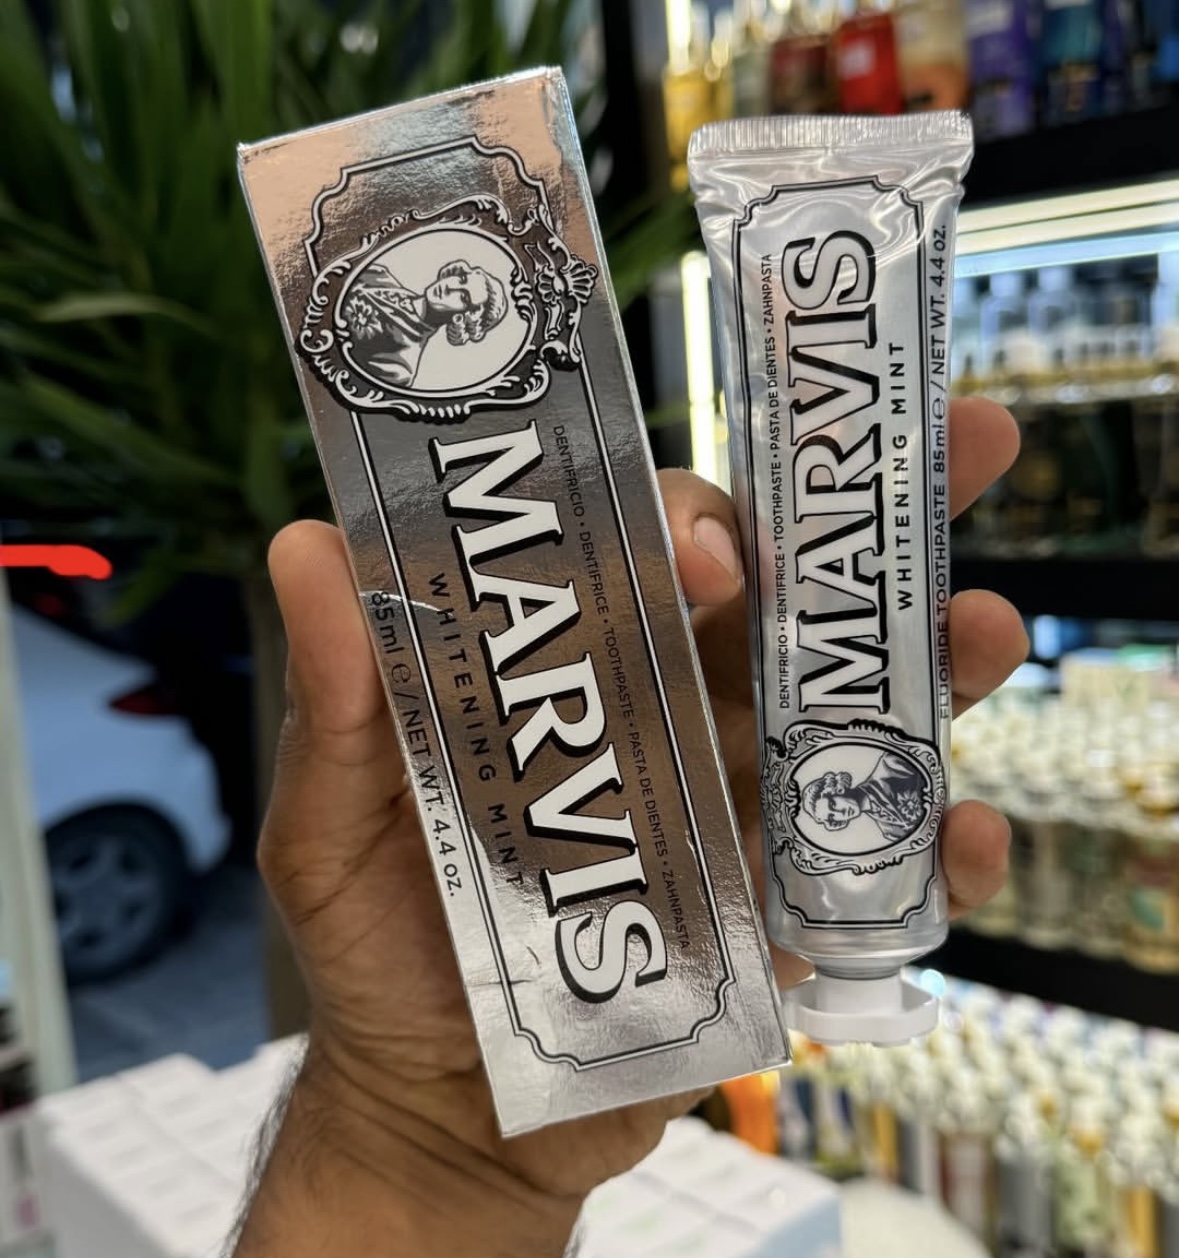 DENTIFRICIO • DENTIFRICE • TOOTHPASTE • PASTA DE DIENTES • ZAHNPASTA
MARVIS
WHITENING MINT
85ml e / NET WT. 4.4 OZ.
DENTIFRICIO • DENTIFRICE • TOOTHPASTE • PASTA DE DIENTES • ZAHNPASTA
MARVIS
WHITENING MINT
FLUORIDE TOOTHPASTE 85ml e / NET WT. 4.4 OZ.